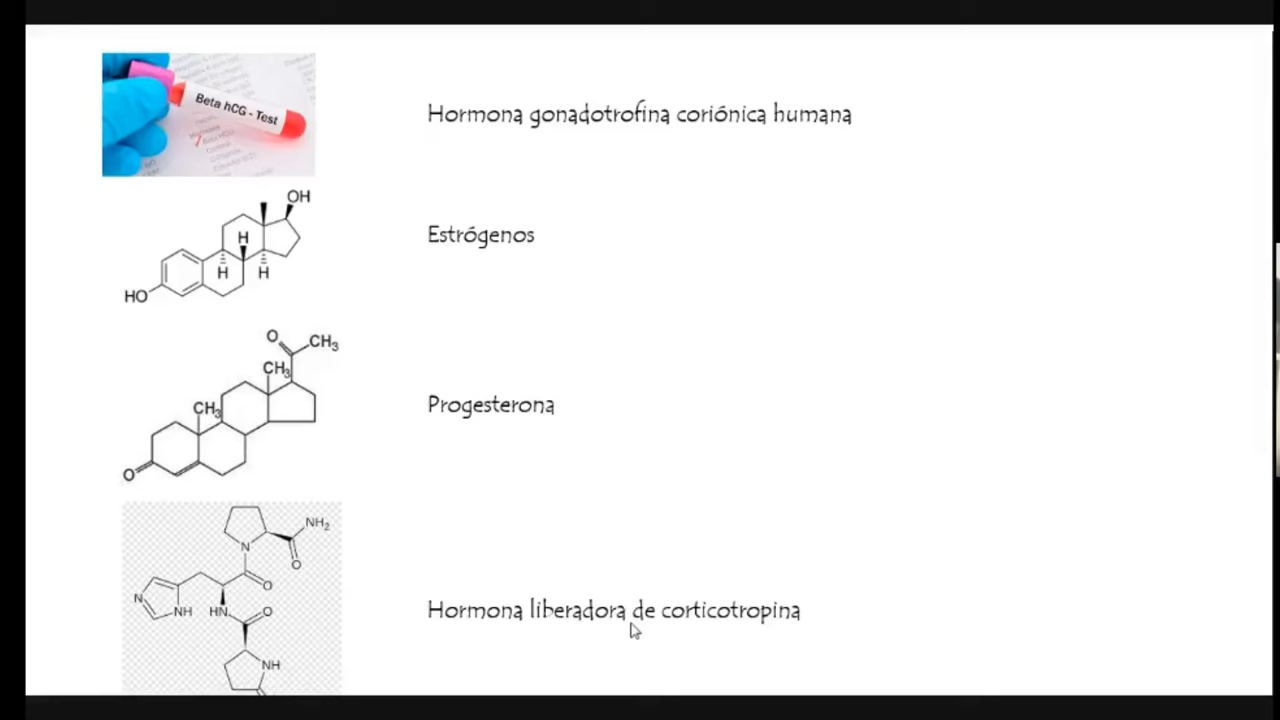 Beta hCG - Test
Hormona gonadotrofina coriónica humana
OH
H
H
H
HO
Estrógenos
O
CH3
CH3
CH3
O
Progesterona
NH2
N
O
O
N
NH
HN
O
NH
Hormona liberadora de corticotropina